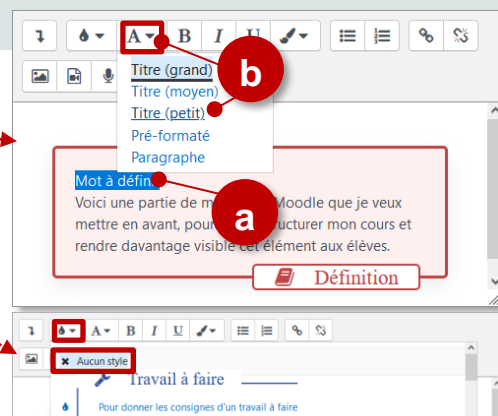 A B I U
b
Titre (grand)
Titre (moyen)
Titre (petit)
Pré-formaté
Paragraphe
Mot à défin
Voici une partie de m Moodle que je veux
mettre en avant, pour tructurer mon cours et
a
rendre davantage visible cet élément aux élèves.
Définition
A B I U
Aucun style
Travail à faire
Pour donner les consignes d'un travail à faire